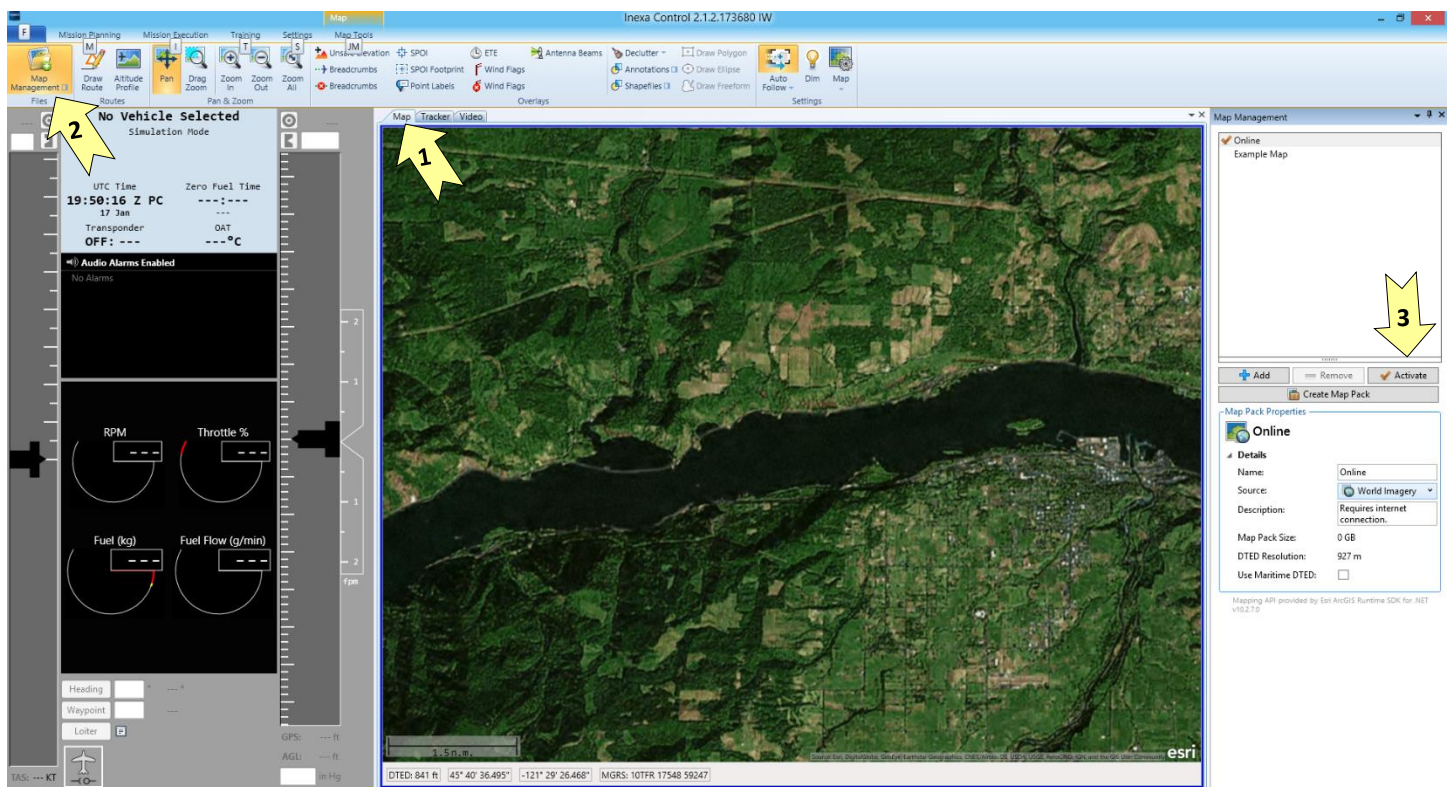 Map
Inexa Control 2.1.2.173680 IW
F
Mission Planning
Mission Execution
Training
Settings
Map Tools
M
I
T
S
JM
Map Management
Draw Route
Altitude Profile
Pan
Drag Zoom
Zoom In
Zoom Out
Zoom All
Breadcrumbs
Breadcrumbs
SPOI
SPOI Footprint
Point Labels
ETE
Wind Flags
Wind Flags
Antenna Beams
Declutter
Annotations
Shapefiles
Draw Polygon
Draw Ellipse
Draw Freeform
Auto Follow
Dim
Map
Files
Routes
Pan & Zoom
Overlays
Settings
2
1
3
No Vehicle Selected
Simulation Mode
UTC Time
Zero Fuel Time
19:50:16 Z PC
---:---
17 Jan
---
Transponder
OAT
OFF: ---
---°C
Audio Alarms Enabled
No Alarms
RPM
Throttle %
---
---
Fuel (kg)
Fuel Flow (g/min)
---
---
2
1
1
2
fpm
Heading
° ---°
Waypoint
---
Loiter
GPS: --- ft
AGL: --- ft
in Hg
TAS: --- KT
Map
Tracker
Video
1.5n.m.
esri
DTED: 841 ft
45° 40' 36.495"
-121° 29' 26.468"
MGRS: 10TFR 17548 59247
Map Management
Online
Example Map
Add
Remove
Activate
Create Map Pack
Map Pack Properties
Online
Details
Name:
Online
Source:
World Imagery
Description:
Requires internet
connection.
Map Pack Size:
0 GB
DTED Resolution:
927 m
Use Maritime DTED:
Mapping API provided by Esri ArcGIS Runtime SDK for .NET
v10.2.7.0